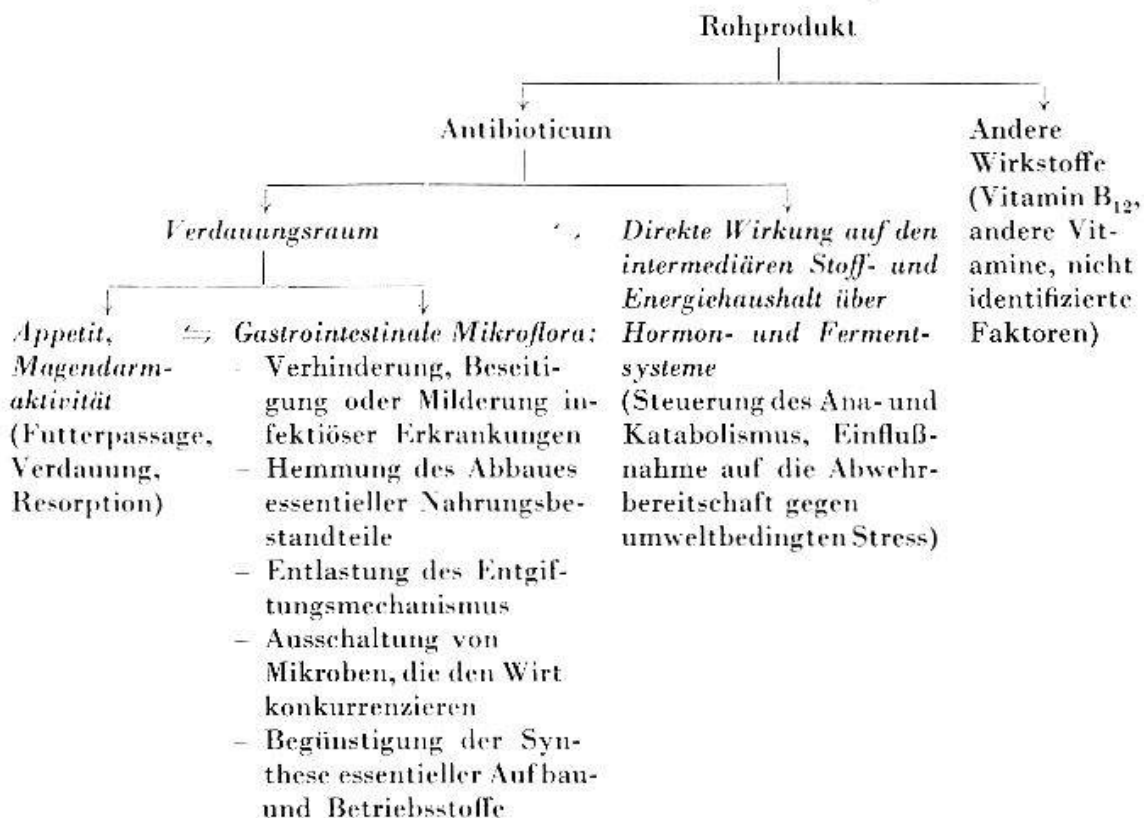 Rohprodukt
Antibioticum
Andere
Wirkstoffe
(Vitamin B₁₂,
andere Vit-
amine, nicht
identifizierte
Faktoren)
Verdauungsraum
Direkte Wirkung auf den
intermediären Stoff- und
Energiehaushalt über
Hormon- und Ferment-
systeme
(Steuerung des Ana- und
Katabolismus, Einfluß-
nahme auf die Abwehr-
bereitschaft gegen
umweltbedingten Stress)
Appetit,
Magendarm-
aktivität
(Futterpassage,
Verdauung,
Resorption)
Gastrointestinale Mikroflora:
– Verhinderung, Beseiti-
gung oder Milderung in-
fektiöser Erkrankungen
– Hemmung des Abbaues
essentieller Nahrungsbe-
standteile
– Entlastung des Entgif-
tungsmechanismus
– Ausschaltung von
Mikroben, die den Wirt
konkurrenzieren
– Begünstigung der Syn-
these essentieller Aufbau-
und Betriebsstoffe